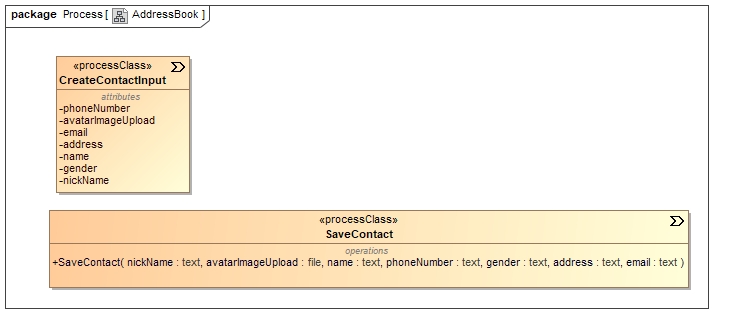 package Process [ AddressBook ]
«processClass»
CreateContactInput
attributes
-phoneNumber
-avatarImageUpload
-email
-address
-name
-gender
-nickName
«processClass»
SaveContact
operations
+SaveContact( nickName : text, avatarImageUpload : file, name : text, phoneNumber : text, gender : text, address : text, email : text )